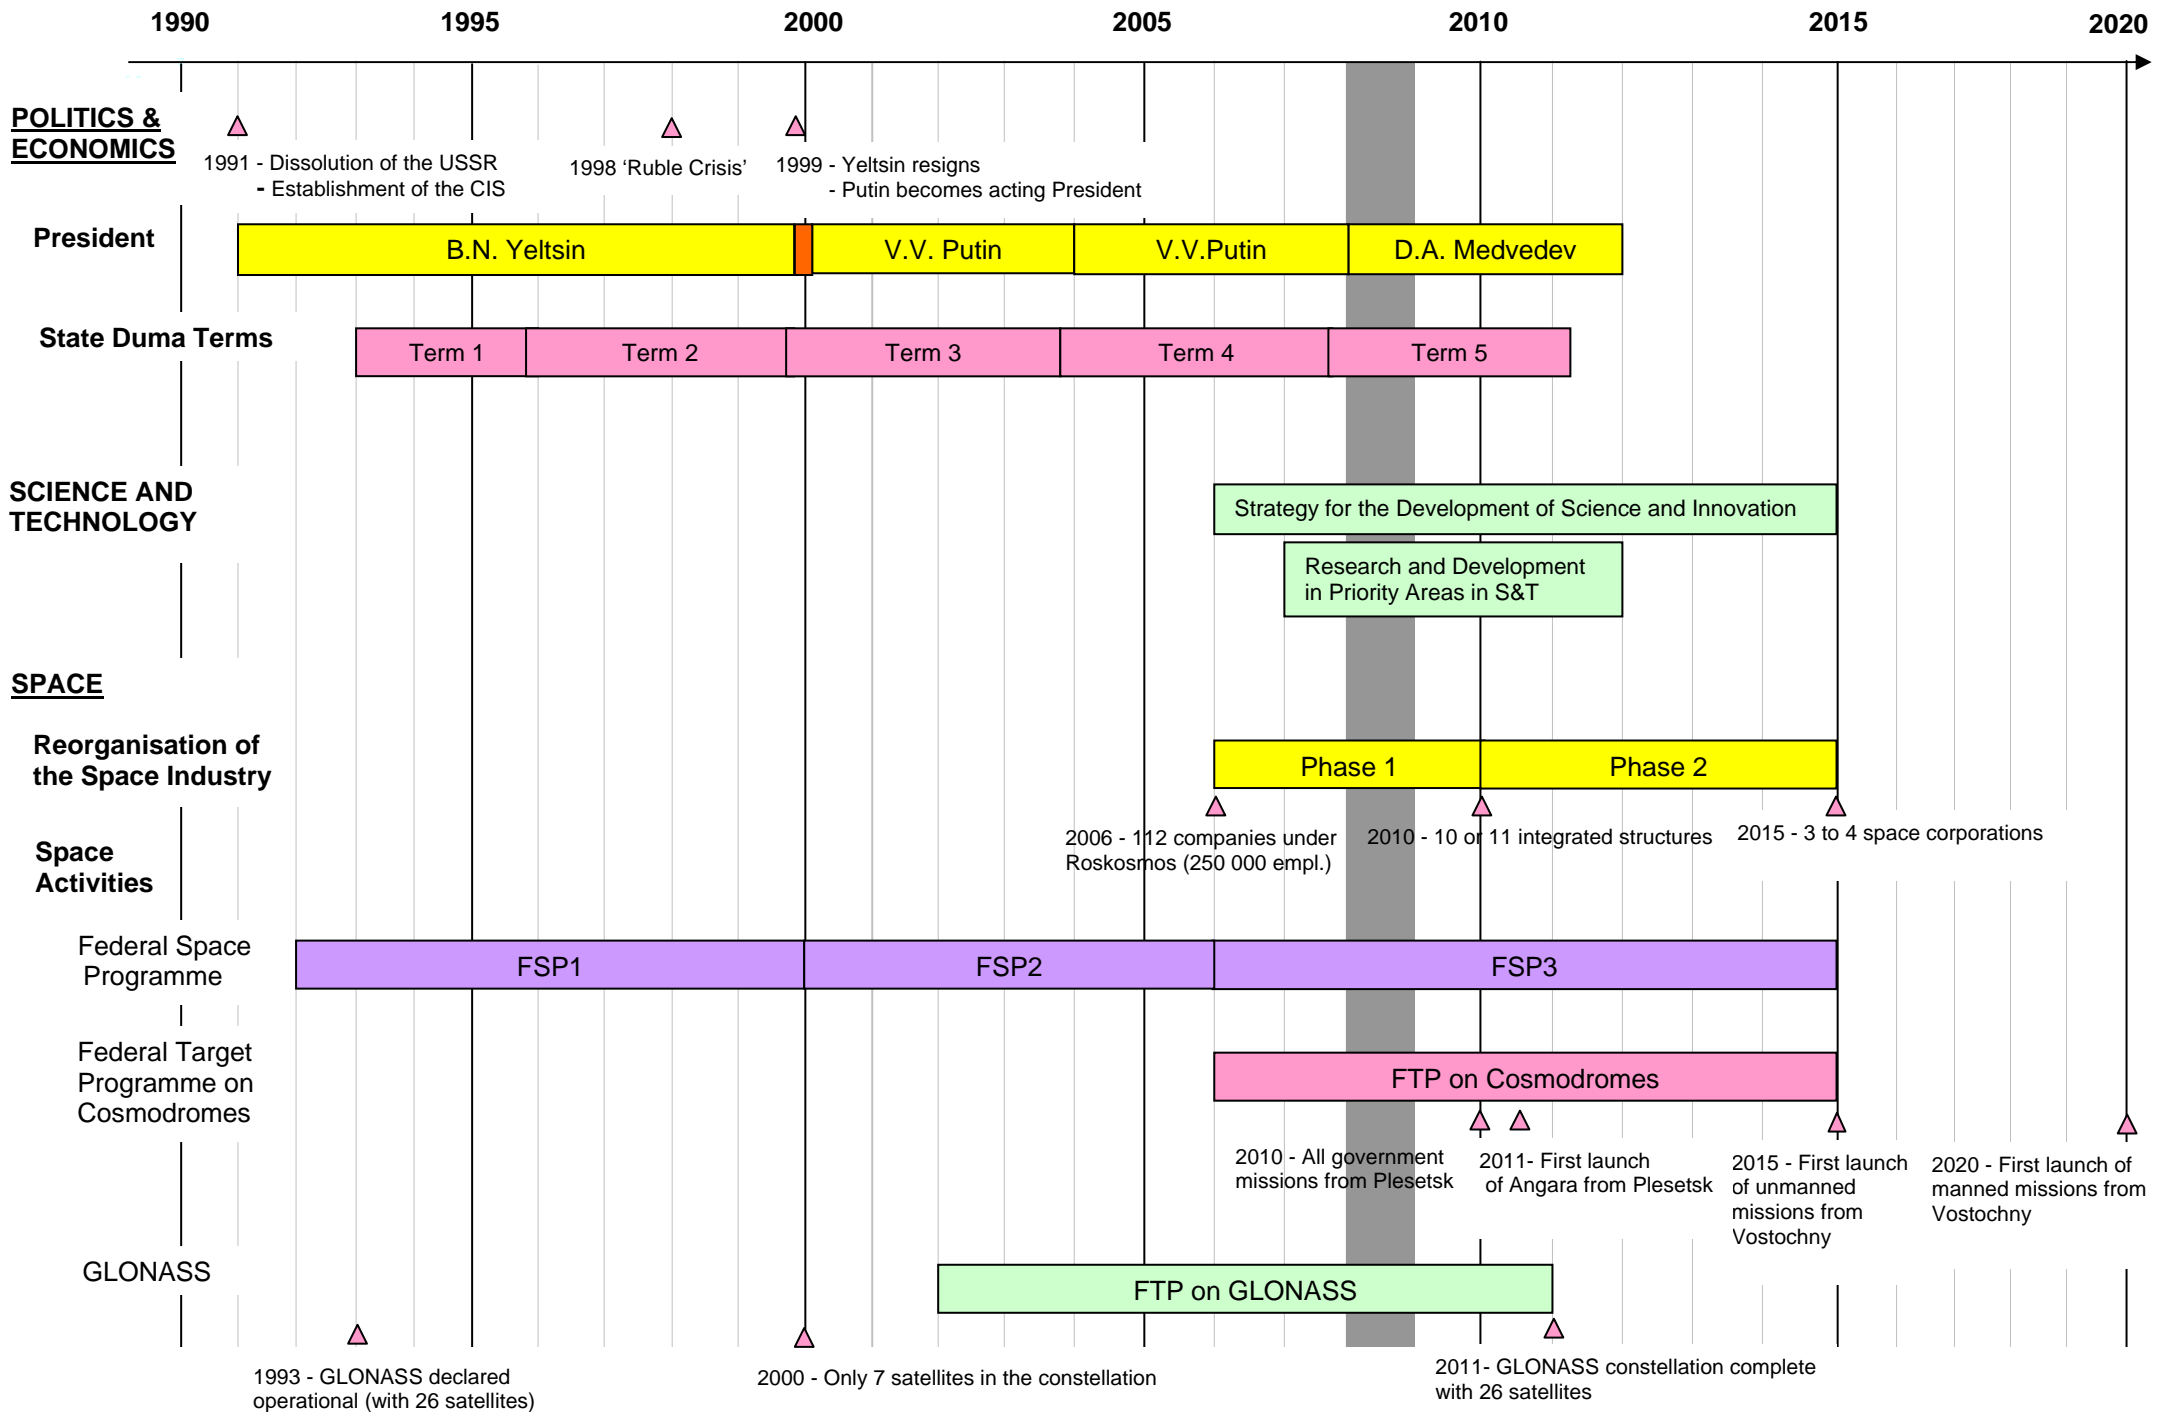 1990 1995 2000 2005 2010 2015 2020
POLITICS &
ECONOMICS
1991 - Dissolution of the USSR
- Establishment of the CIS
1998 ‘Ruble Crisis’
1999 - Yeltsin resigns
- Putin becomes acting President
President
B.N. Yeltsin
V.V. Putin
V.V.Putin
D.A. Medvedev
State Duma Terms
Term 1
Term 2
Term 3
Term 4
Term 5
SCIENCE AND
TECHNOLOGY
Strategy for the Development of Science and Innovation
Research and Development
in Priority Areas in S&T
SPACE
Reorganisation of
the Space Industry
Phase 1
Phase 2
2006 - 112 companies under
Roskosmos (250 000 empl.)
2010 - 10 or 11 integrated structures
2015 - 3 to 4 space corporations
Space
Activities
Federal Space
Programme
FSP1
FSP2
FSP3
Federal Target
Programme on
Cosmodromes
FTP on Cosmodromes
2010 - All government
missions from Plesetsk
2011- First launch
of Angara from Plesetsk
2015 - First launch
of unmanned
missions from
Vostochny
2020 - First launch of
manned missions from
Vostochny
GLONASS
FTP on GLONASS
1993 - GLONASS declared
operational (with 26 satellites)
2000 - Only 7 satellites in the constellation
2011- GLONASS constellation complete
with 26 satellites